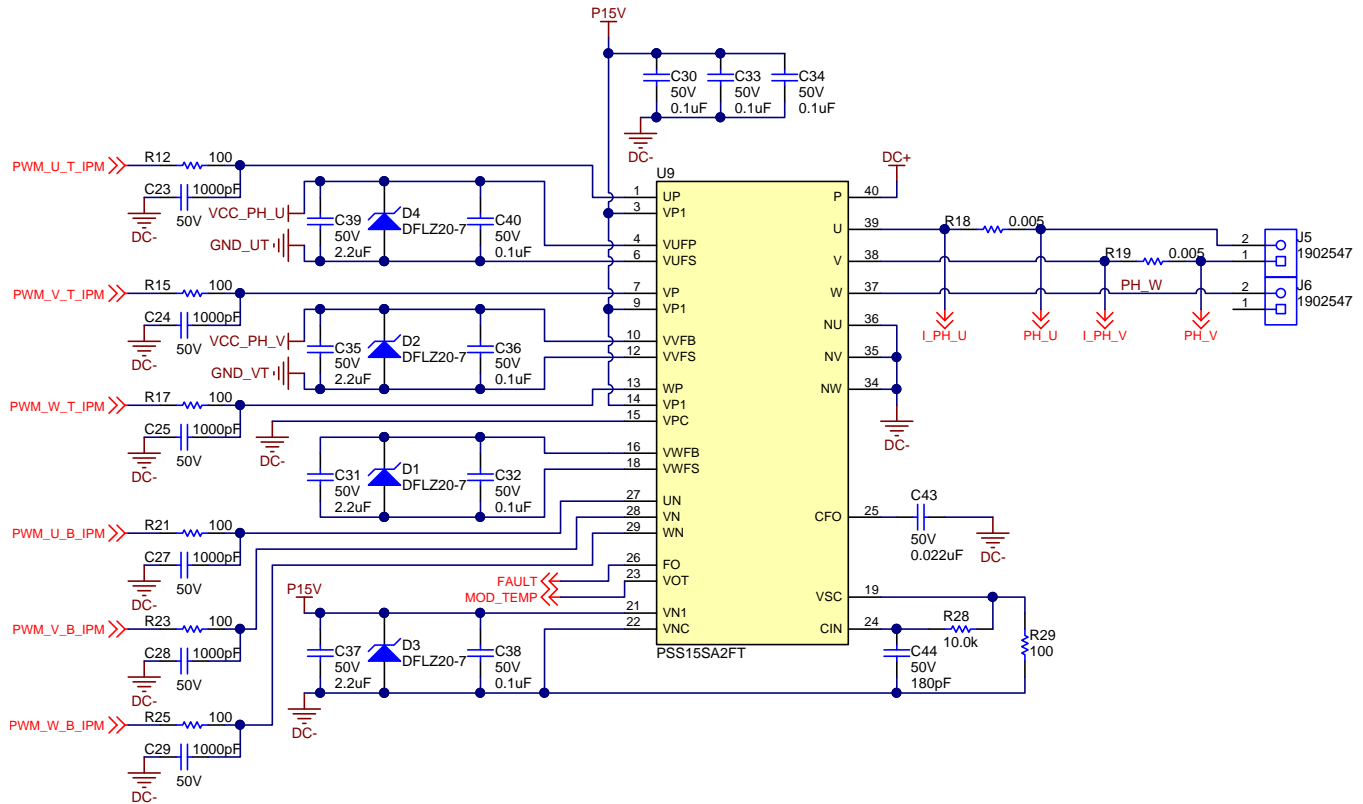 P15V
C30
50V
0.1uF
C33
50V
0.1uF
C34
50V
0.1uF
DC-
PWM_U_T_IPM
R12 100
C23 1000pF
50V
DC-
VCC_PH_U
GND_UT
C39
50V
2.2uF
D4
DFLZ20-7
C40
50V
0.1uF
PWM_V_T_IPM
R15 100
C24 1000pF
50V
DC-
VCC_PH_V
GND_VT
C35
50V
2.2uF
D2
DFLZ20-7
C36
50V
0.1uF
PWM_W_T_IPM
R17 100
C25 1000pF
50V
DC-
DC-
C31
50V
2.2uF
D1
DFLZ20-7
C32
50V
0.1uF
PWM_U_B_IPM
R21 100
C27 1000pF
50V
DC-
FAULT
MOD_TEMP
PWM_V_B_IPM
R23 100
C28 1000pF
50V
DC-
P15V
C37
50V
2.2uF
D3
DFLZ20-7
C38
50V
0.1uF
DC-
PWM_W_B_IPM
R25 100
C29 1000pF
50V
DC-
U9
1 UP
3 VP1
4 VUFP
6 VUFS
7 VP
9 VP1
10 VVFB
12 VVFS
13 WP
14 VP1
15 VPC
16 VWFB
18 VWFS
27 UN
28 VN
29 WN
26 FO
23 VOT
21 VN1
22 VNC
PSS15SA2FT
P 40
U 39
V 38
W 37
NU 36
NV 35
NW 34
CFO 25
VSC 19
CIN 24
DC+
R18 0.005
R19 0.005
PH_W
I_PH_U
PH_U
I_PH_V
PH_V
2
1
J5
1902547
2
1
J6
1902547
DC-
C43
50V
0.022uF
DC-
R28
10.0k
R29
100
C44
50V
180pF